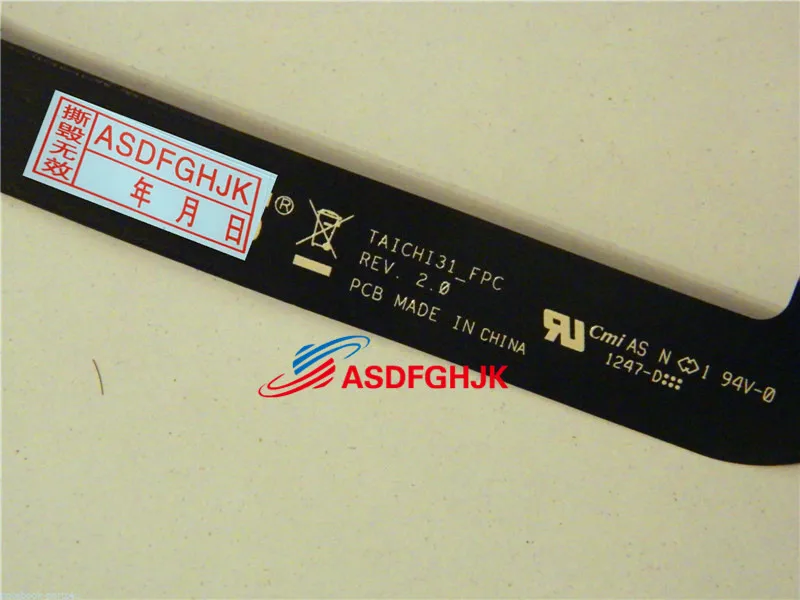 撕毁无效
ASDFGHJK
年 月 日
®
TAICHI31_FPC
REV. 2.0
PCB MADE IN CHINA
ASDFGHJK
Cmi AS N 1 94V-0
1247-D